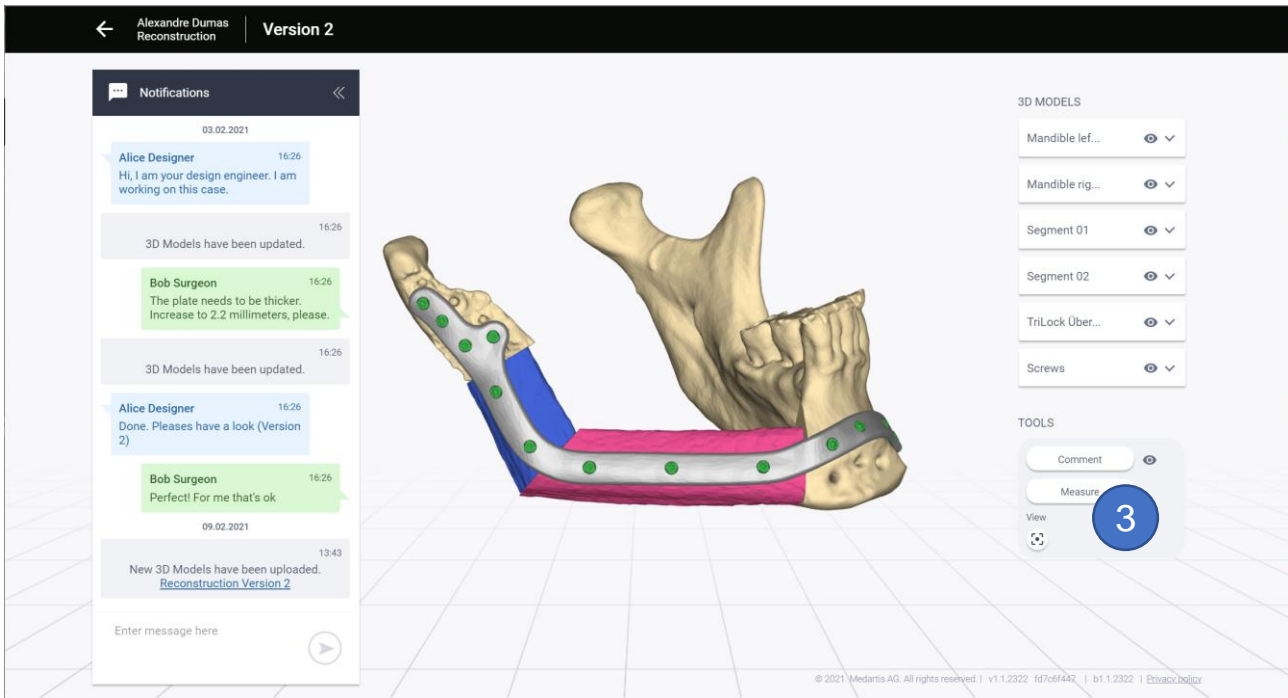 Alexandre Dumas
Reconstruction
Version 2
Notifications
03.02.2021
Alice Designer 16:26
Hi, I am your design engineer. I am
working on this case.
16:26
3D Models have been updated.
Bob Surgeon 16:26
The plate needs to be thicker.
Increase to 2.2 millimeters, please.
16:26
3D Models have been updated.
Alice Designer 16:26
Done. Pleases have a look (Version
2)
Bob Surgeon 16:26
Perfect! For me that's ok
09.02.2021
13:43
New 3D Models have been uploaded.
Reconstruction Version 2
Enter message here
3D MODELS
Mandible lef...
Mandible rig...
Segment 01
Segment 02
TriLock Über...
Screws
TOOLS
Comment
Measure
3
View
© 2021 Medartis AG. All rights reserved. | v1.1.2322 fd7c6f447 | b1.1.2322 | Privacy policy